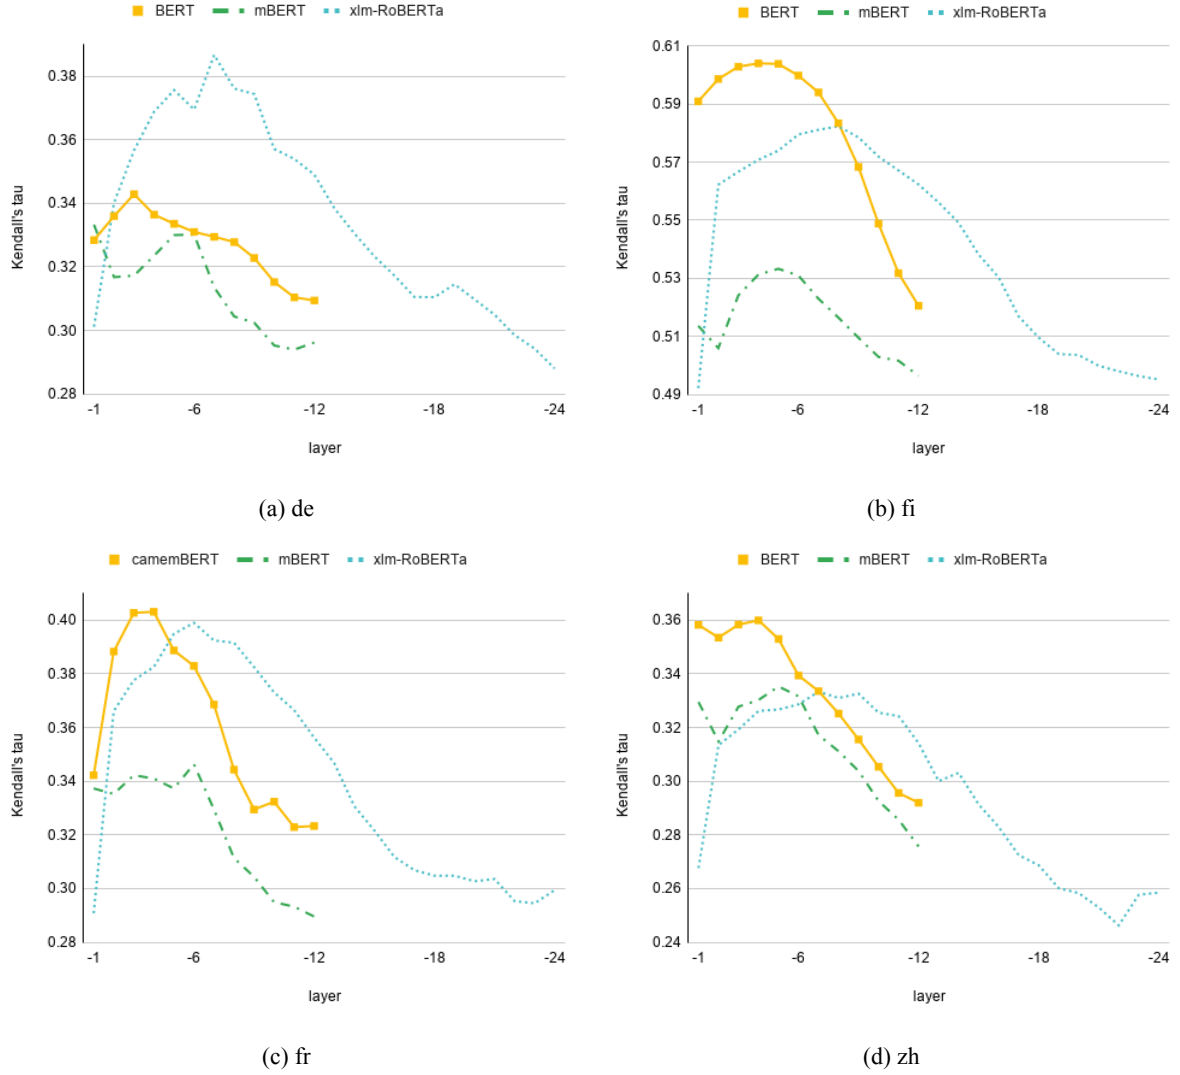 BERT mBERT xlm-RoBERTa
Kendall's tau
0.38
0.36
0.34
0.32
0.30
0.28
-1 -6 -12 -18 -24
layer
(a) de
BERT mBERT xlm-RoBERTa
Kendall's tau
0.61
0.59
0.57
0.55
0.53
0.51
0.49
-1 -6 -12 -18 -24
layer
(b) fi
camemBERT mBERT xlm-RoBERTa
Kendall's tau
0.40
0.38
0.36
0.34
0.32
0.30
0.28
-1 -6 -12 -18 -24
layer
(c) fr
BERT mBERT xlm-RoBERTa
Kendall's tau
0.36
0.34
0.32
0.30
0.28
0.26
0.24
-1 -6 -12 -18 -24
layer
(d) zh